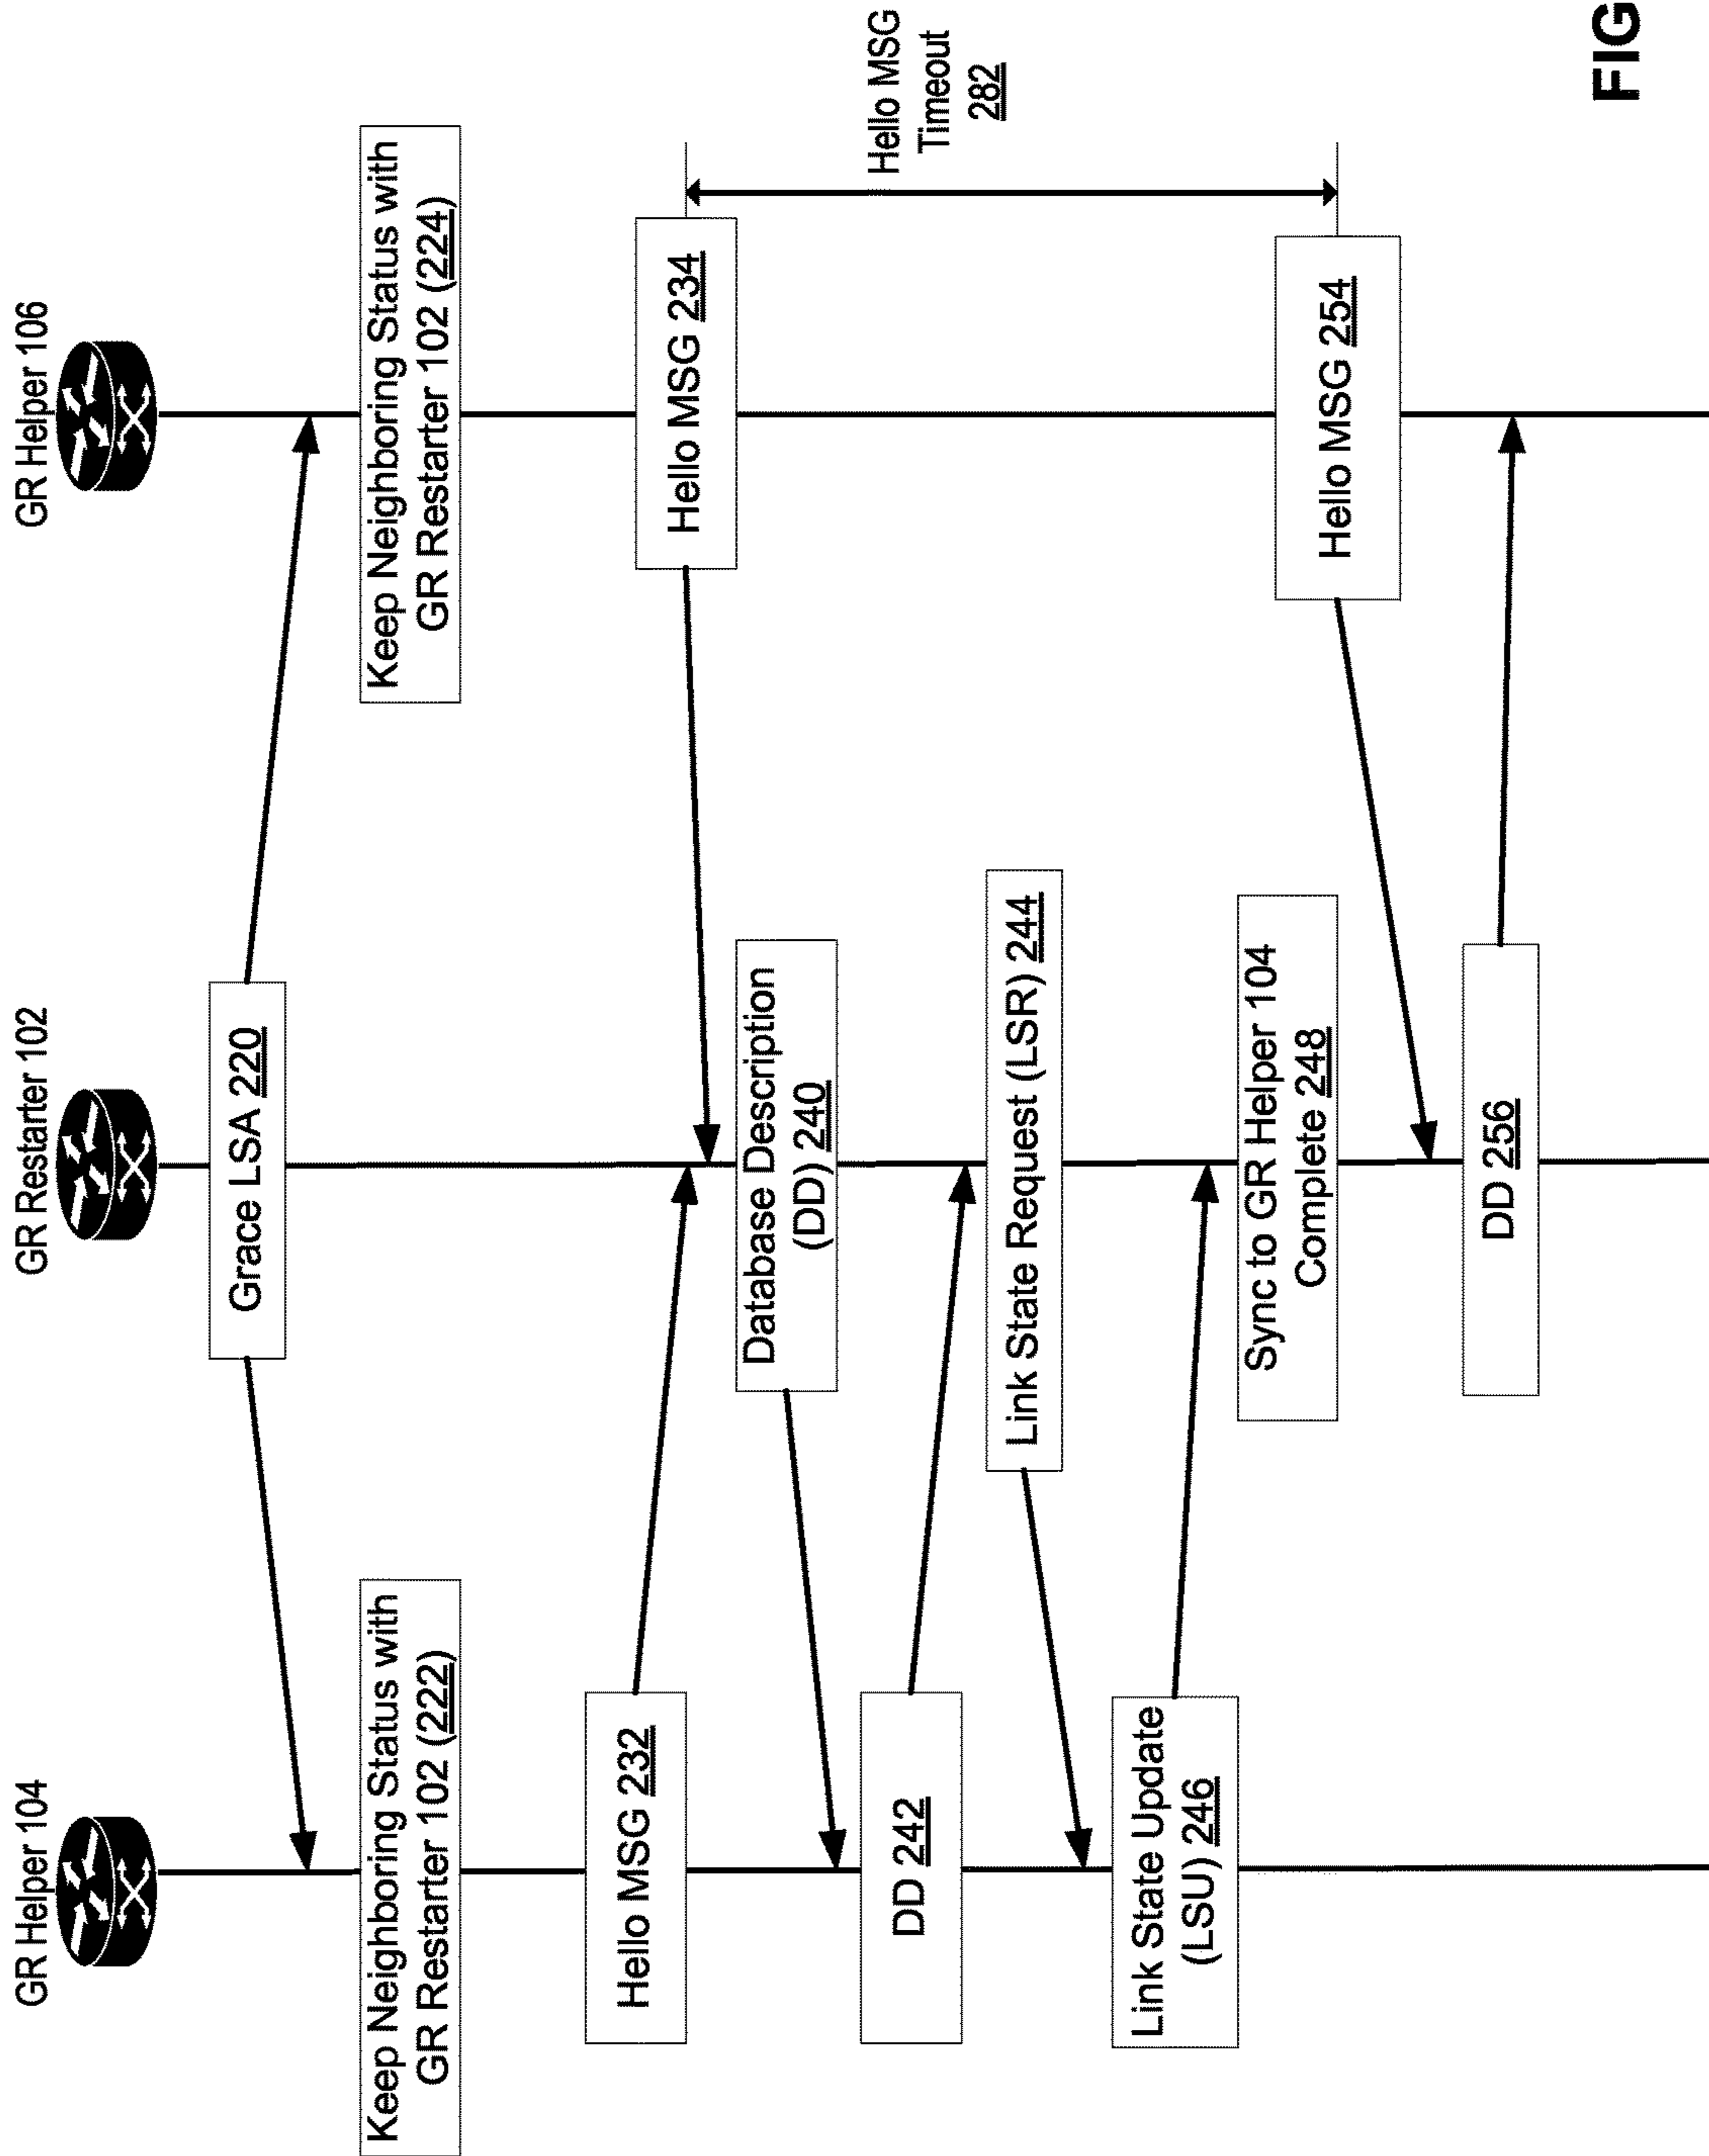 GR Helper 104
GR Restarter 102
GR Helper 106
Grace LSA 220
Keep Neighboring Status with
GR Restarter 102 (222)
Keep Neighboring Status with
GR Restarter 102 (224)
Hello MSG 232
Hello MSG 234
Database Description
(DD) 240
Hello MSG
Timeout
282
DD 242
Link State Request (LSR) 244
Link State Update
(LSU) 246
Sync to GR Helper 104
Complete 248
Hello MSG 254
DD 256
FIG